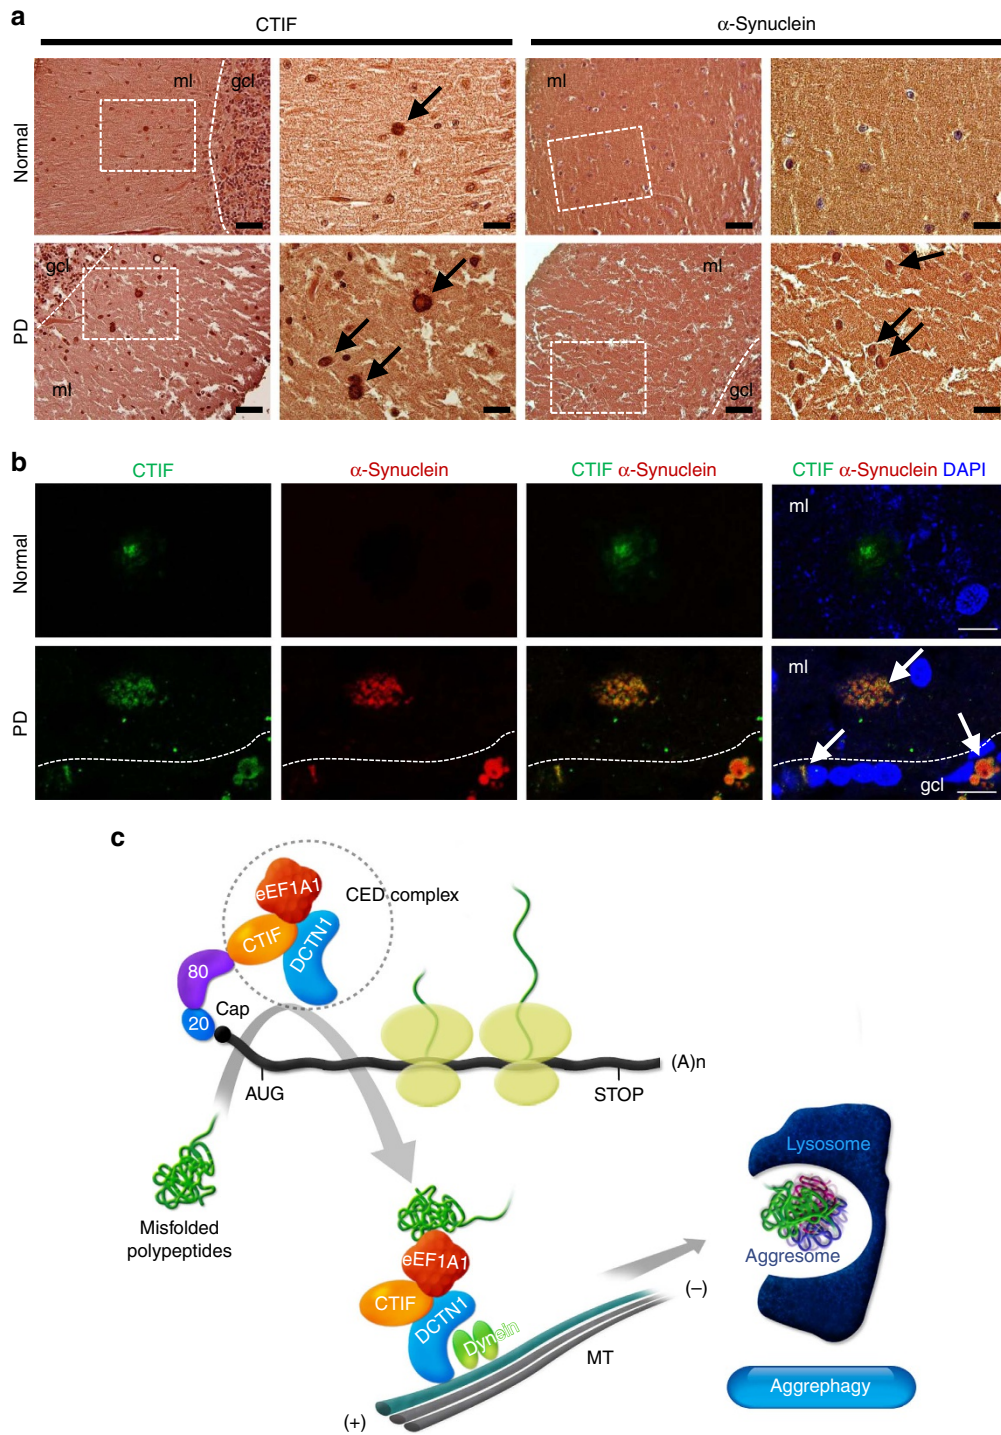 a
CTIF
α-Synuclein
Normal
ml
gcl
ml
PD
gcl
ml
ml
gcl
b
CTIF
α-Synuclein
CTIF α-Synuclein
CTIF α-Synuclein DAPI
Normal
ml
PD
ml
gcl
c
eEF1A1
CED complex
CTIF
DCTN1
80
20
Cap
(A)n
AUG
STOP
Misfolded
polypeptides
Lysosome
Aggresome
eEF1A1
CTIF
DCTN1
Dynein
(–)
MT
(+)
Aggrephagy